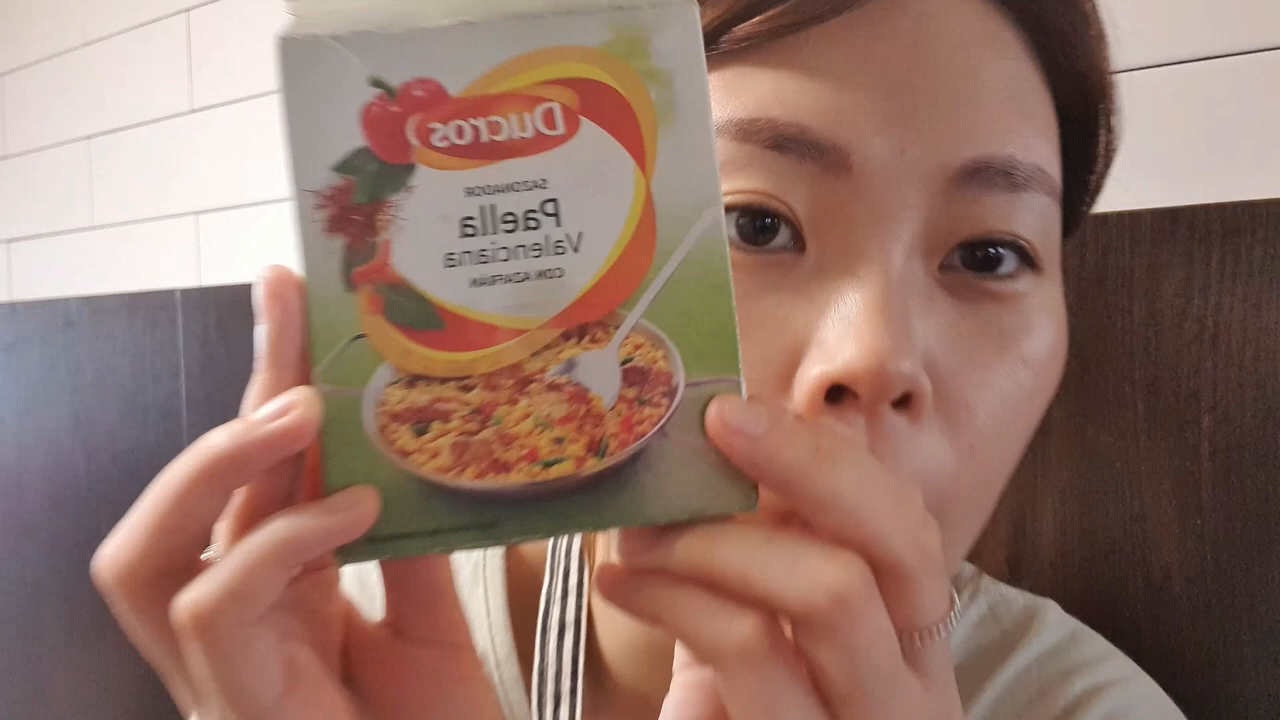 Ducros
SAZONADOR
Paella
Valenciana
CON AZAFRÁN